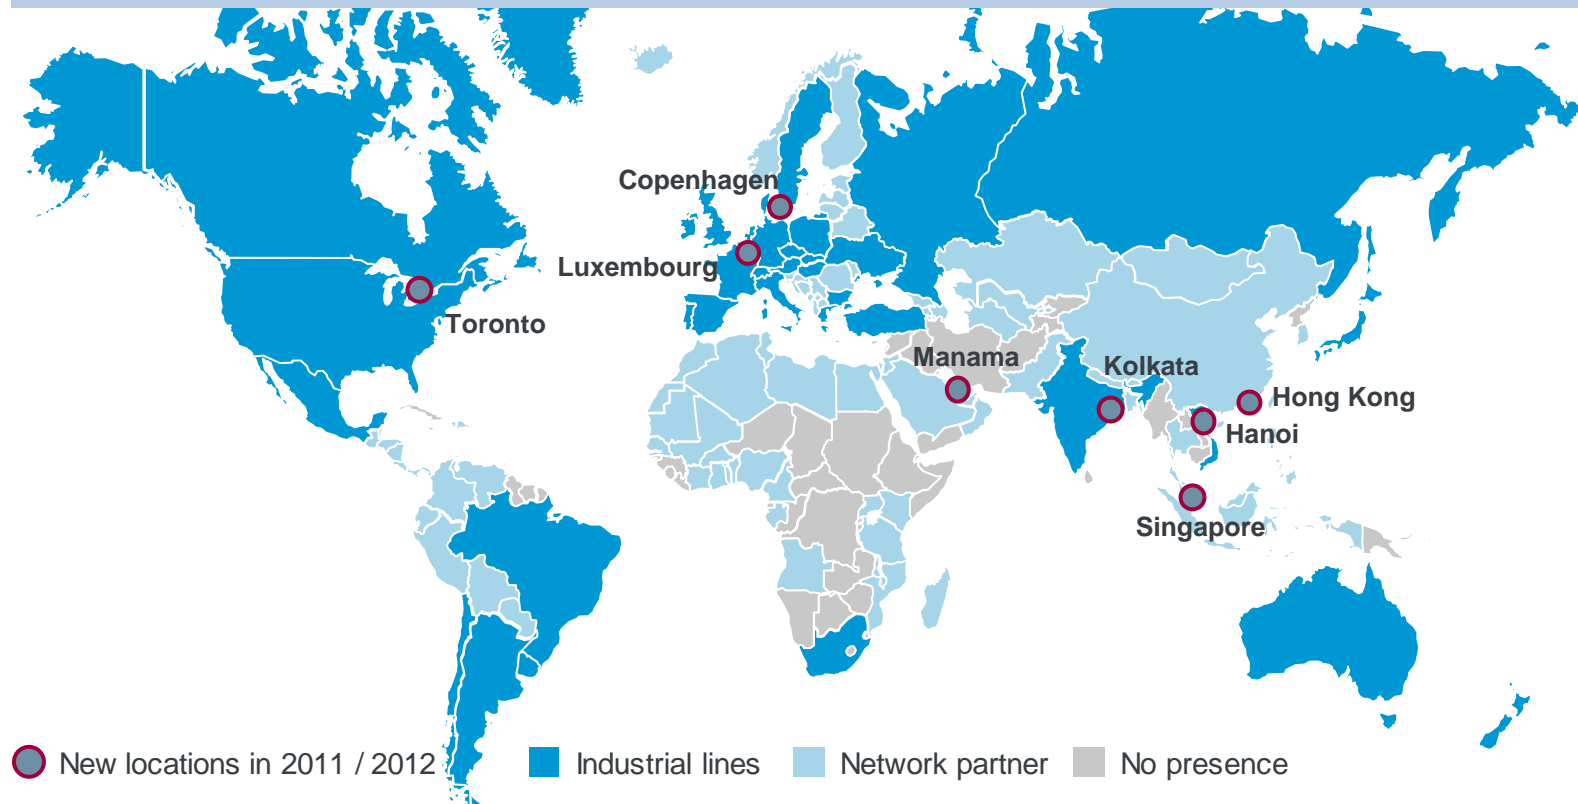 Copenhagen
Luxembourg
Toronto
Manama
Kolkata
Hong Kong
Hanoi
Singapore
New locations in 2011 / 2012
Industrial lines
Network partner
No presence